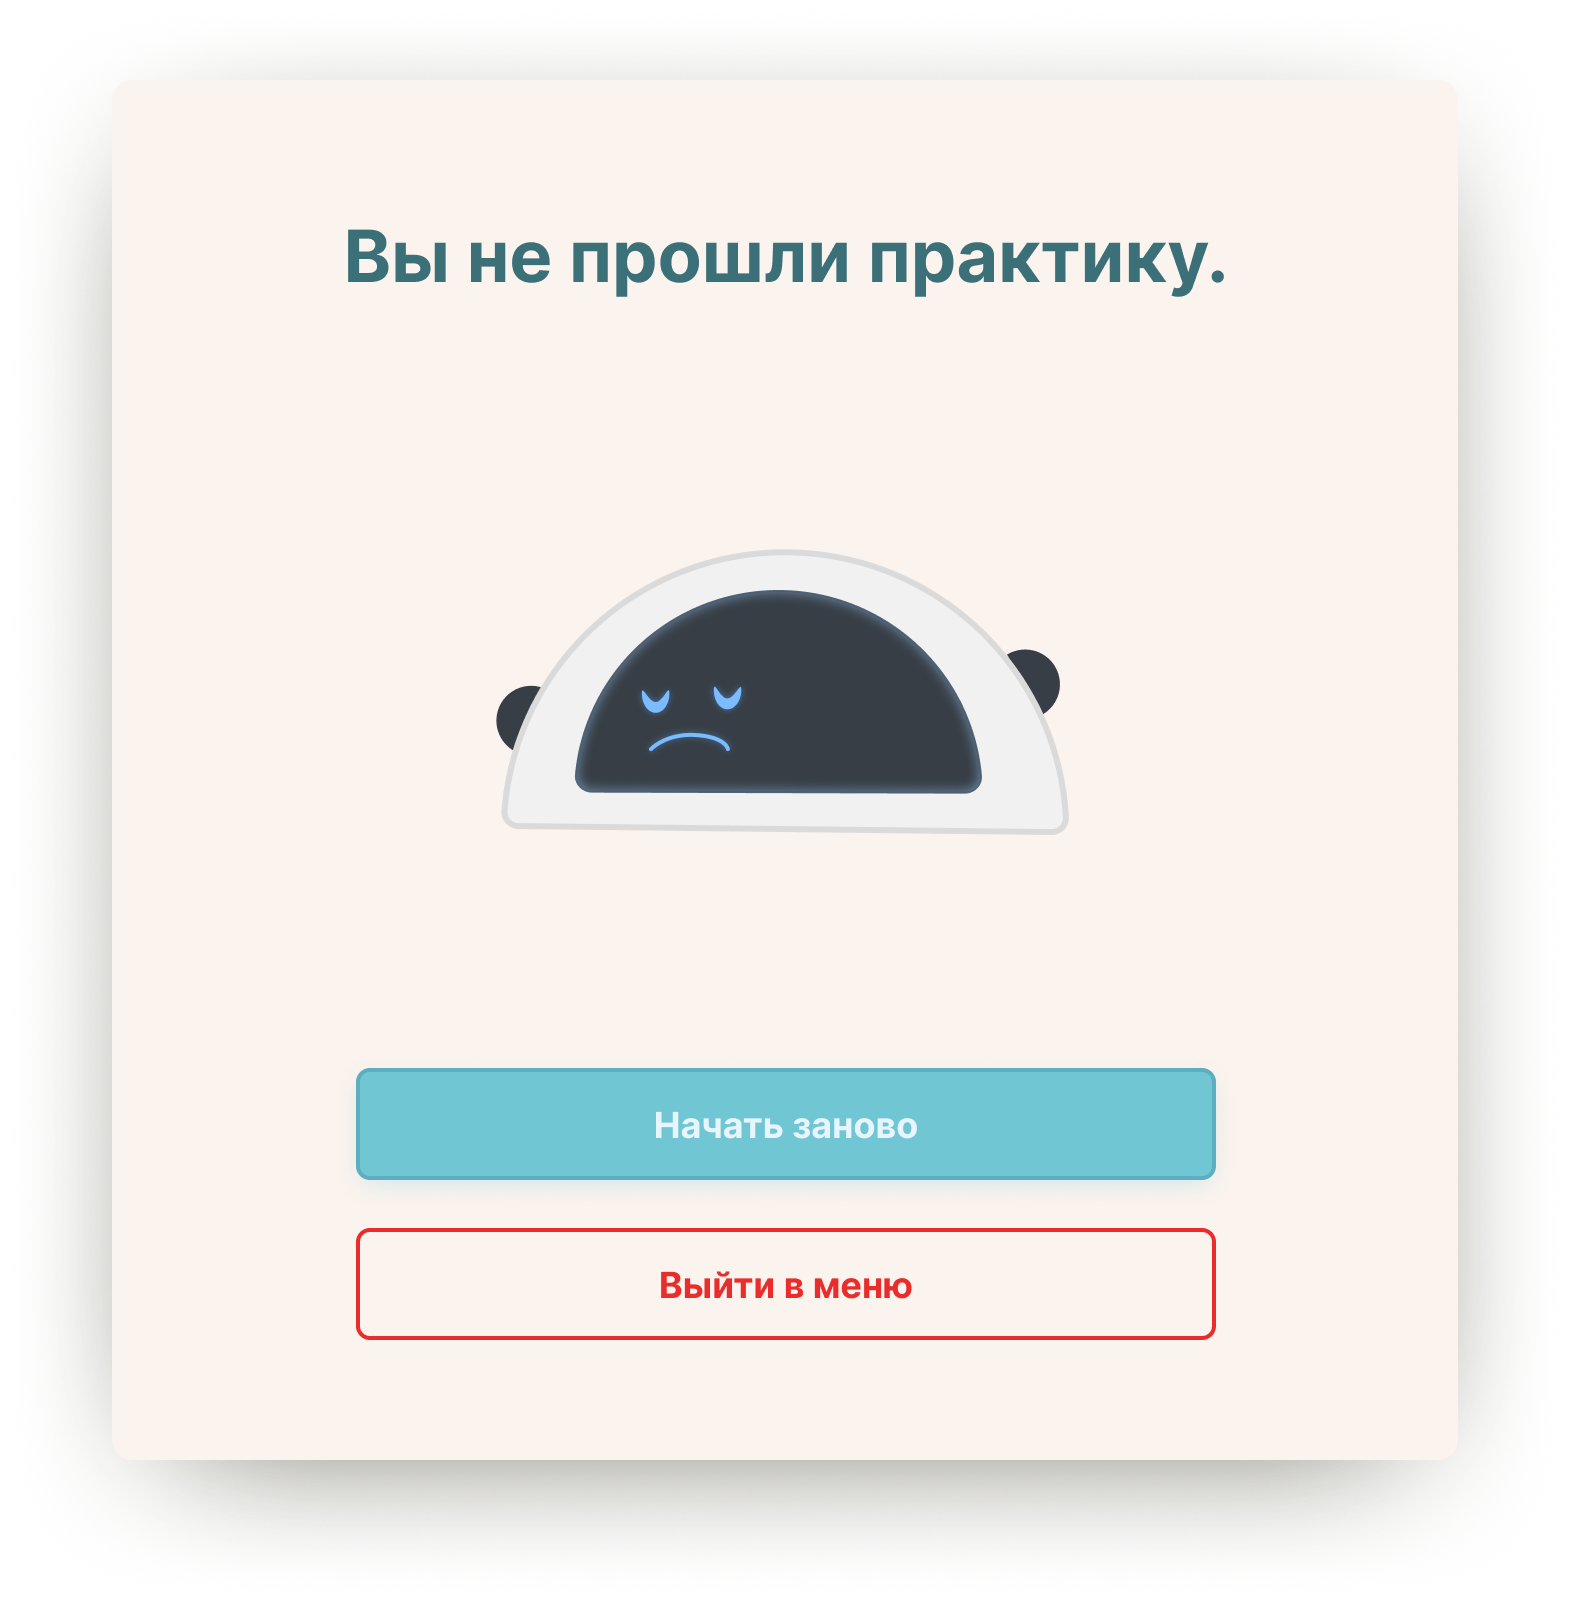 Вы не прошли практику.
Начать заново
Выйти в меню